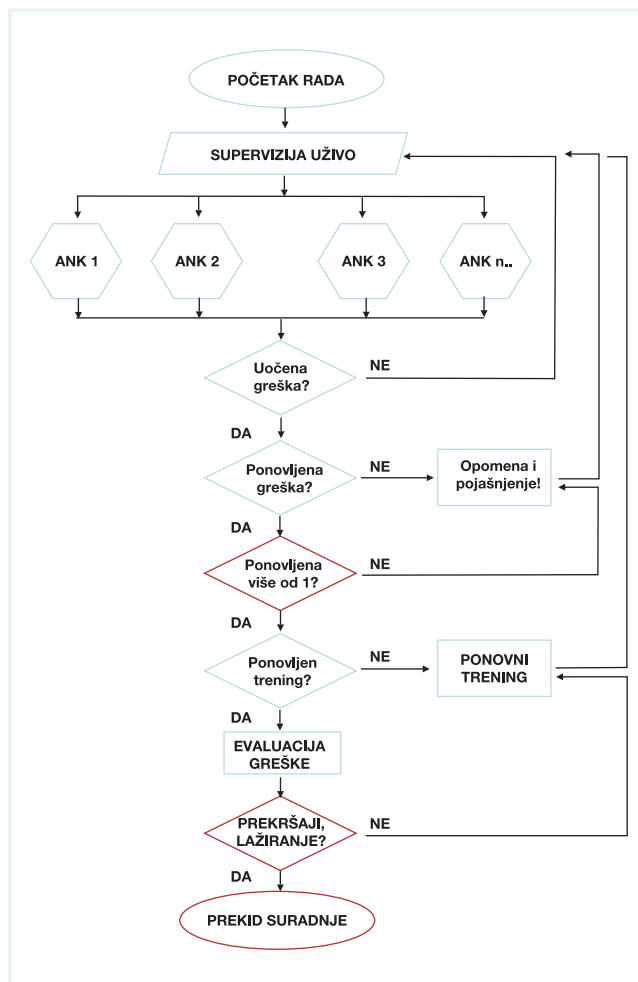 POČETAK RADA
SUPERVIZIJA UŽIVO
ANK 1
ANK 2
ANK 3
ANK n..
Uočena
greška?
NE
DA
Ponovljena
greška?
NE
Opomena i
pojašnjenje!
DA
Ponovljena
više od 1?
NE
DA
Ponovljen
trening?
NE
PONOVNI
TRENING
DA
EVALUACIJA
GREŠKE
PREKRŠAJI,
LAŽIRANJE?
NE
DA
PREKID SURADNJE